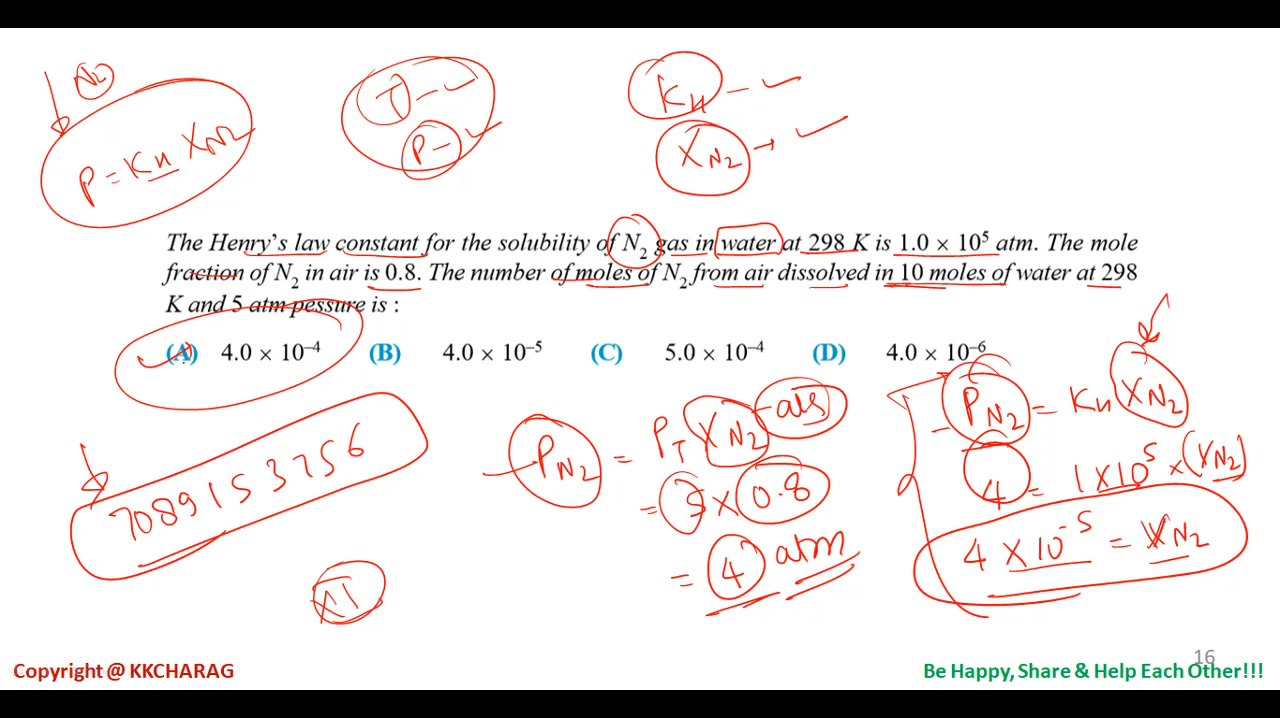 N2
P = KH XN2
T - ✓
P - ✓
KH - ✓
XN2 → ✓
The Henry's law constant for the solubility of N₂ gas in water at 298 K is 1.0 × 10⁵ atm. The mole
fraction of N₂ in air is 0.8. The number of moles of N₂ from air dissolved in 10 moles of water at 298
K and 5 atm pessure is :
(A) 4.0 × 10⁻⁴ (B) 4.0 × 10⁻⁵ (C) 5.0 × 10⁻⁴ (D) 4.0 × 10⁻⁶
7089153756
PN2 = PT XN2
= 5 × 0.8
= 4 atm
PN2 = KH XN2
4 = 1 × 10⁵ × (XN2)
4 × 10⁻⁵ = XN2
16
Copyright @ KKCHARAG
Be Happy, Share & Help Each Other!!!